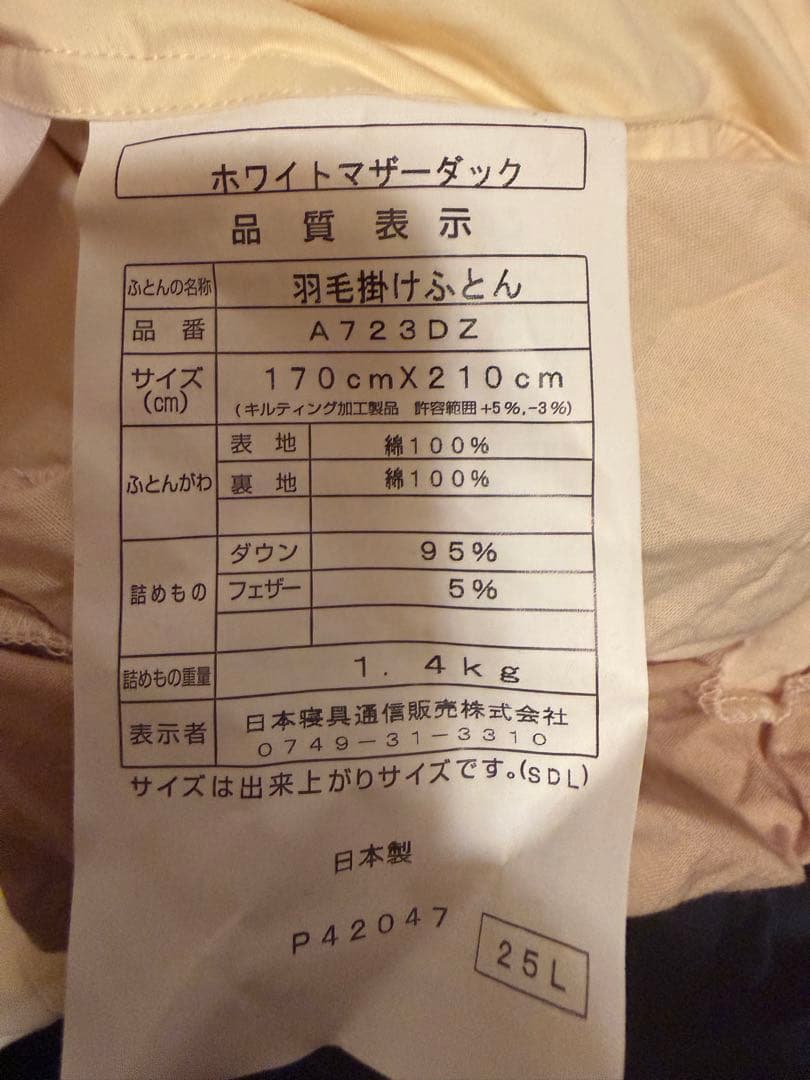 ホワイトマザーダック
品質表示
ふとんの名称 羽毛掛けふとん
品番 A723DZ
サイズ(cm) 170cmX210cm
(キルティング加工製品 許容範囲+5%,-3%)
ふとんがわ 表地 綿100%
裏地 綿100%
詰めもの ダウン 95%
フェザー 5%
詰めもの重量 1.4kg
表示者 日本寝具通信販売株式会社
0749-31-3310
サイズは出来上がりサイズです。(SDL)
日本製
P42047
25L